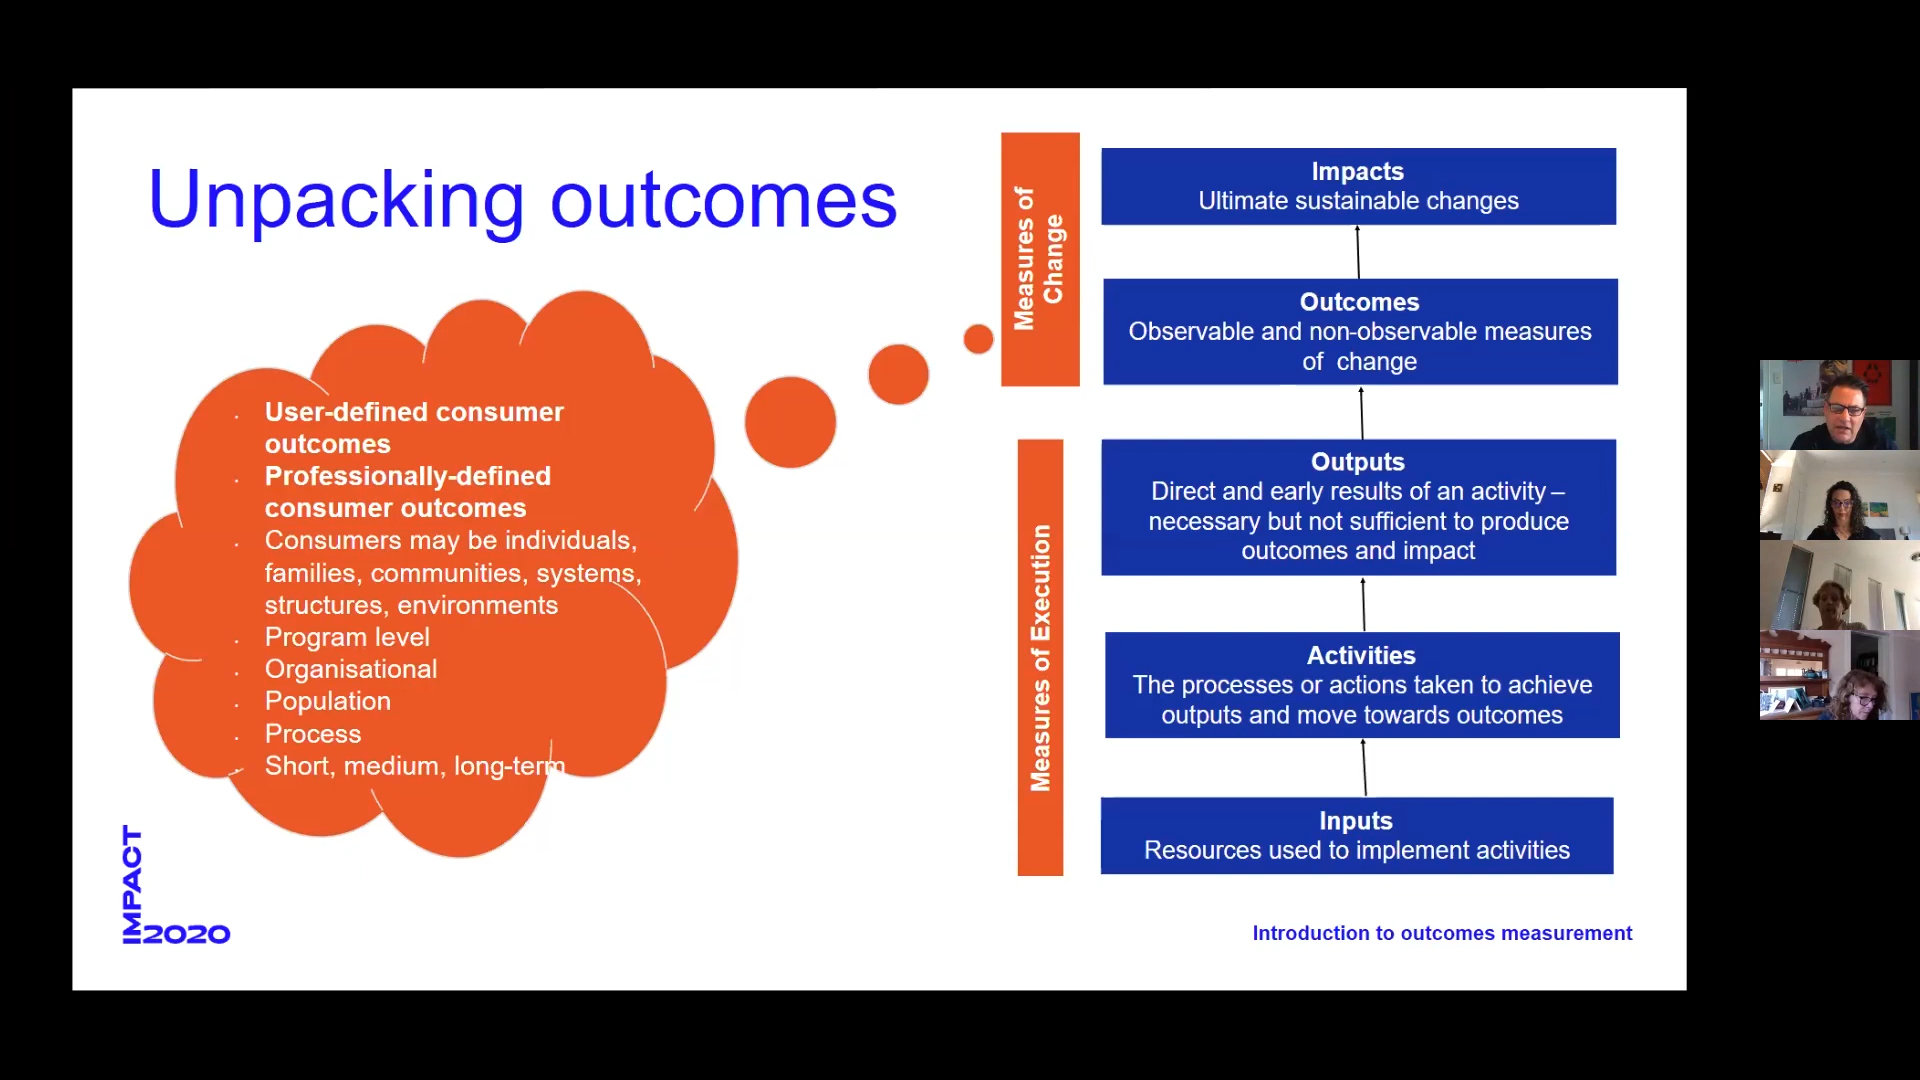 Unpacking outcomes
User-defined consumer
outcomes
Professionally-defined
consumer outcomes
Consumers may be individuals,
families, communities, systems,
structures, environments
Program level
Organisational
Population
Process
Short, medium, long-term
Measures of
Change
Measures of Execution
Impacts
Ultimate sustainable changes
Outcomes
Observable and non-observable measures
of change
Outputs
Direct and early results of an activity –
necessary but not sufficient to produce
outcomes and impact
Activities
The processes or actions taken to achieve
outputs and move towards outcomes
Inputs
Resources used to implement activities
IMPACT
2020
Introduction to outcomes measurement